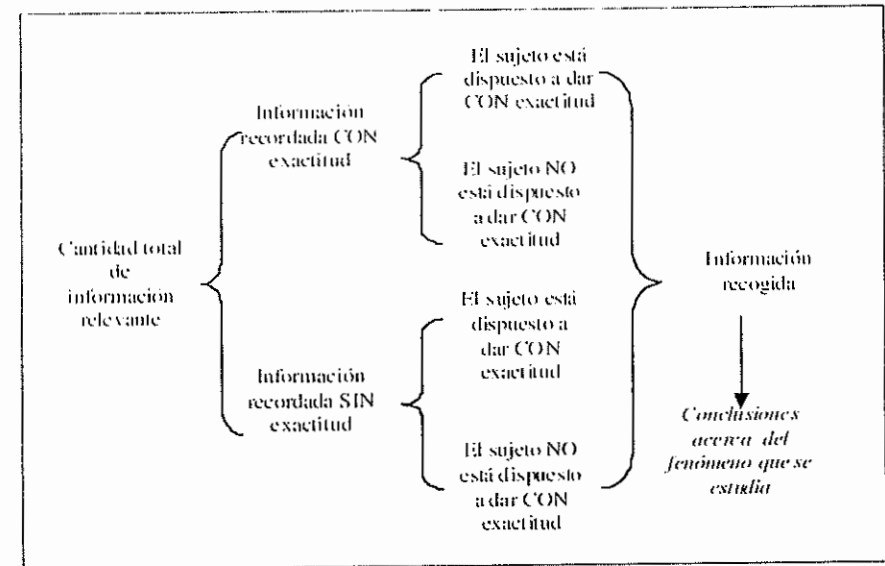 Cantidad total
de
información
relevante
Información
recordada CON
exactitud
Información
recordada SIN
exactitud
El sujeto está
dispuesto a dar
CON exactitud
El sujeto NO
está dispuesto
a dar CON
exactitud
El sujeto está
dispuesto a
dar CON
exactitud
El sujeto NO
está dispuesto
a dar CON
exactitud
Información
recogida
Conclusiones
acerca del
fenómeno que se
estudia